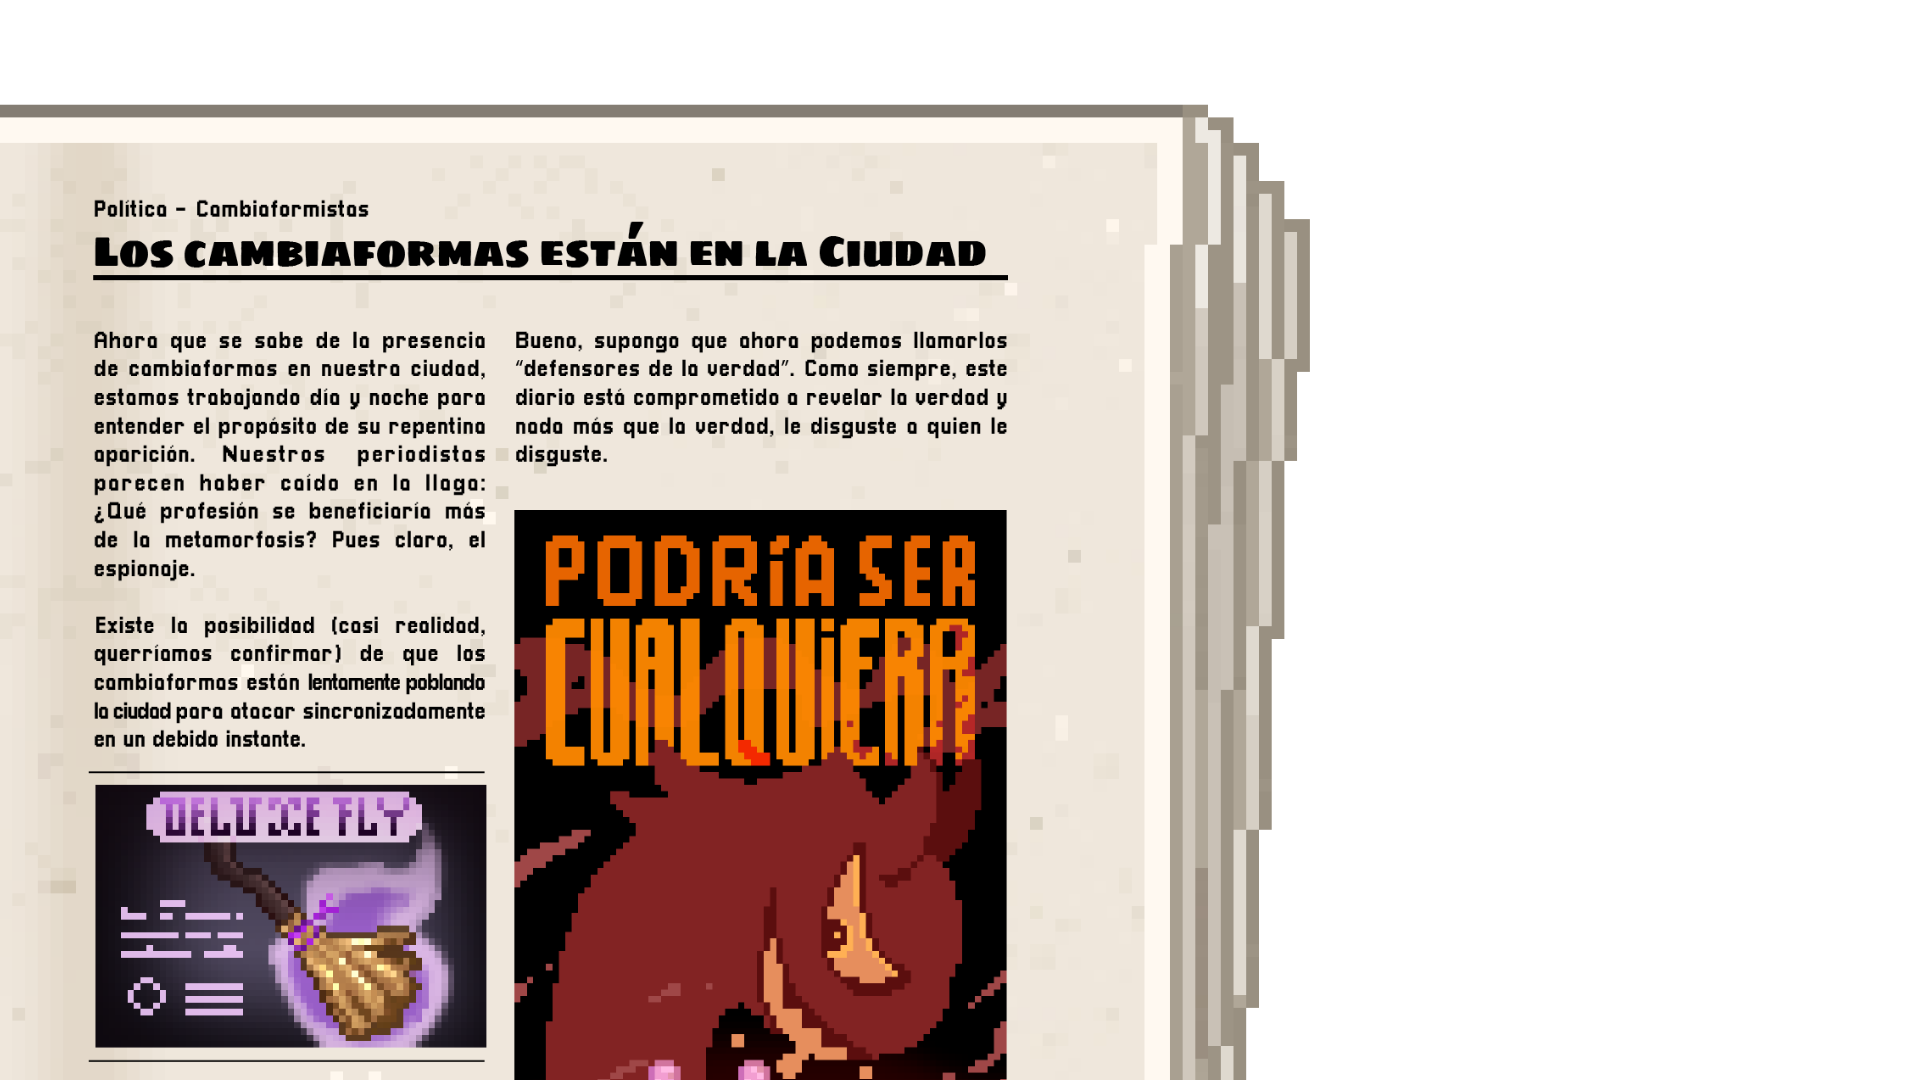 Política - Cambiaformistas
Los cambiaformas están en la Ciudad
Ahora que se sabe de la presencia
de cambiaformas en nuestra ciudad,
estamos trabajando día y noche para
entender el propósito de su repentina
aparición. Nuestros periodistas
parecen haber caído en la llaga:
¿Qué profesión se beneficiaría más
de la metamorfosis? Pues claro, el
espionaje.
Existe la posibilidad (casi realidad,
querríamos confirmar) de que los
cambiaformas están lentamente poblando
la ciudad para atacar sincronizadamente
en un debido instante.
DELUXE FLY
Bueno, supongo que ahora podemos llamarlos
“defensores de la verdad”. Como siempre, este
diario está comprometido a revelar la verdad y
nada más que la verdad, le disguste a quien le
disguste.
PODRÍA SER
CUALQUIERA